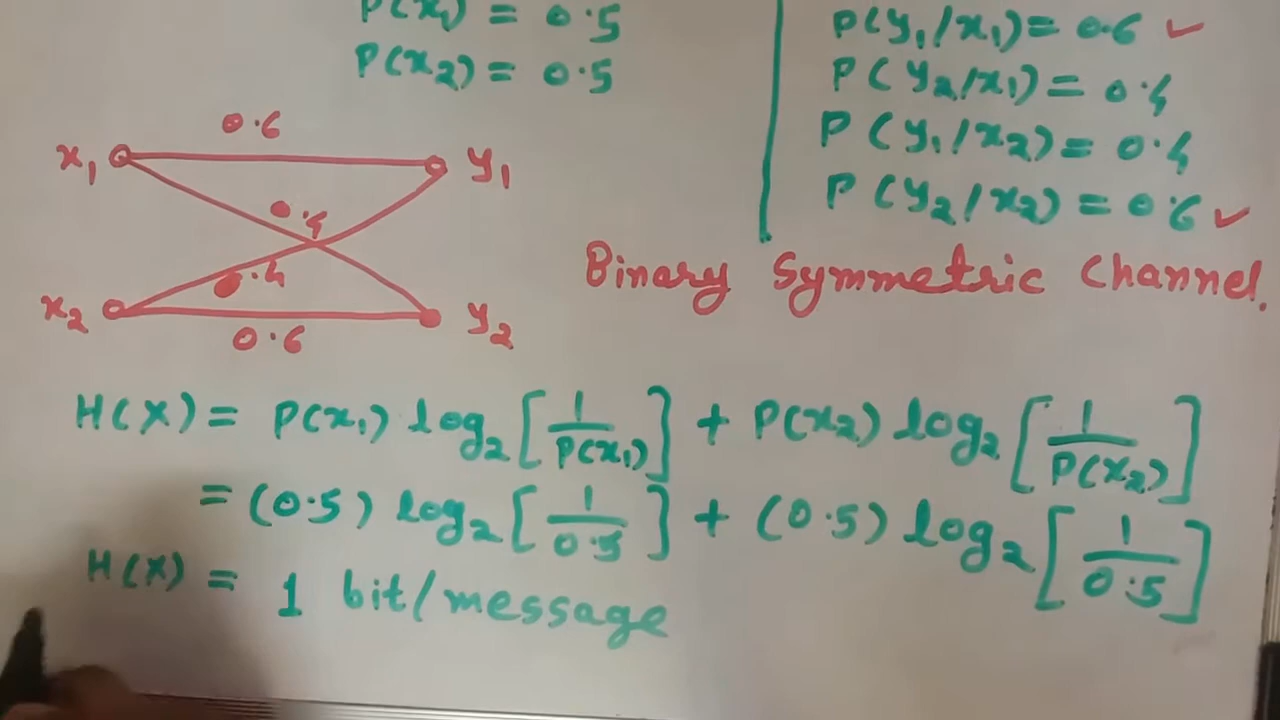 P(x₁) = 0.5
P(x₂) = 0.5
P(y₁/x₁) = 0.6 ✓
P(y₂/x₁) = 0.4
P(y₁/x₂) = 0.4
P(y₂/x₂) = 0.6 ✓
0.6
x₁ y₁
0.4
0.4
x₂ y₂
0.6
Binary Symmetric Channel.
H(X) = P(x₁) log₂ [1/P(x₁)] + P(x₂) log₂ [1/P(x₂)]
= (0.5) log₂ [1/0.5] + (0.5) log₂ [1/0.5]
H(X) = 1 bit/message